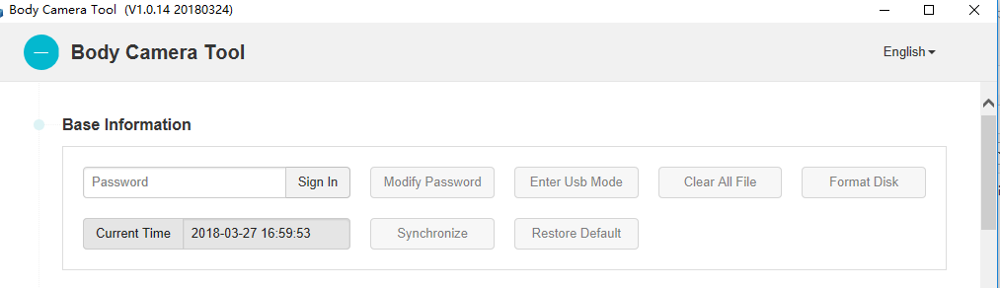 Body Camera Tool (V1.0.14 20180324)
Body Camera Tool English
Base Information
Password Sign In Modify Password Enter Usb Mode Clear All File Format Disk
Current Time 2018-03-27 16:59:53 Synchronize Restore Default